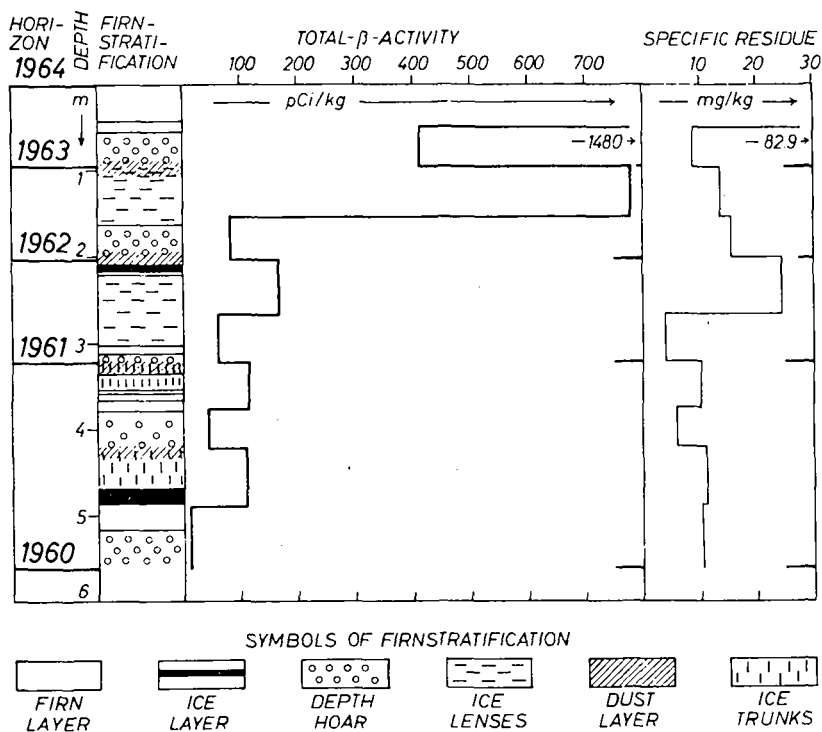 HORI-
ZON
1964
DEPTH
FIRN-
STRATI-
FICATION
TOTAL-β-ACTIVITY
100 200 300 400 500 600 700
SPECIFIC RESIDUE
10 20 30
m
pCi/kg
mg/kg
1480
82.9
1963
1
1962
2
1961
3
4
5
1960
6
SYMBOLS OF FIRNSTRATIFICATION
FIRN
LAYER
ICE
LAYER
DEPTH
HOAR
ICE
LENSES
DUST
LAYER
ICE
TRUNKS